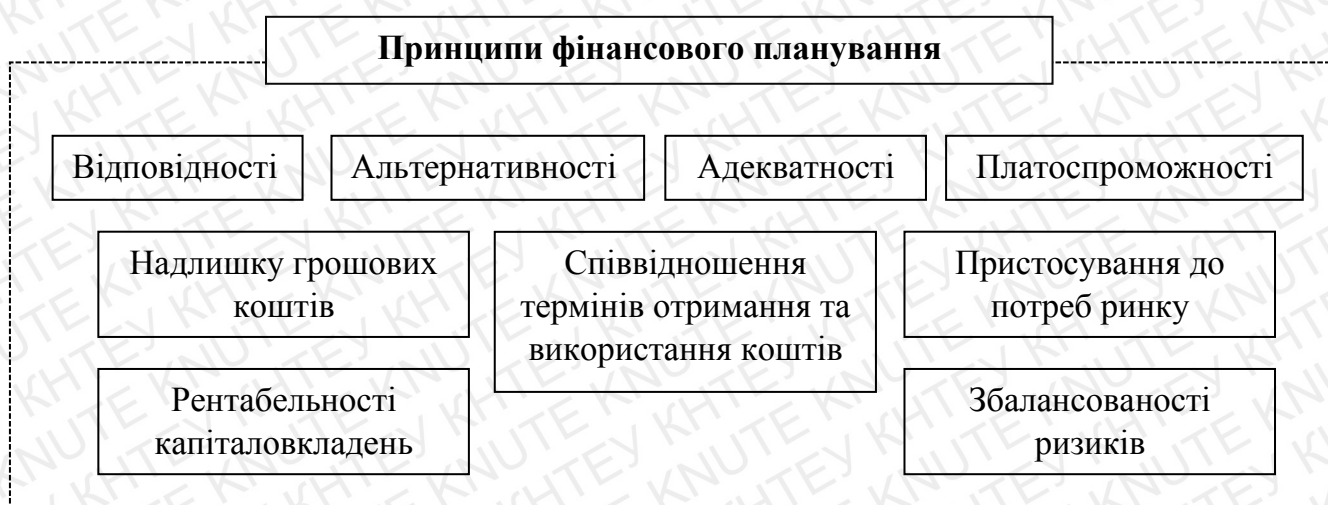 Принципи фінансового планування
Відповідності
Альтернативності
Адекватності
Платоспроможності
Надлишку грошових
коштів
Співвідношення
термінів отримання та
використання коштів
Пристосування до
потреб ринку
Рентабельності
капіталовкладень
Збалансованості
ризиків